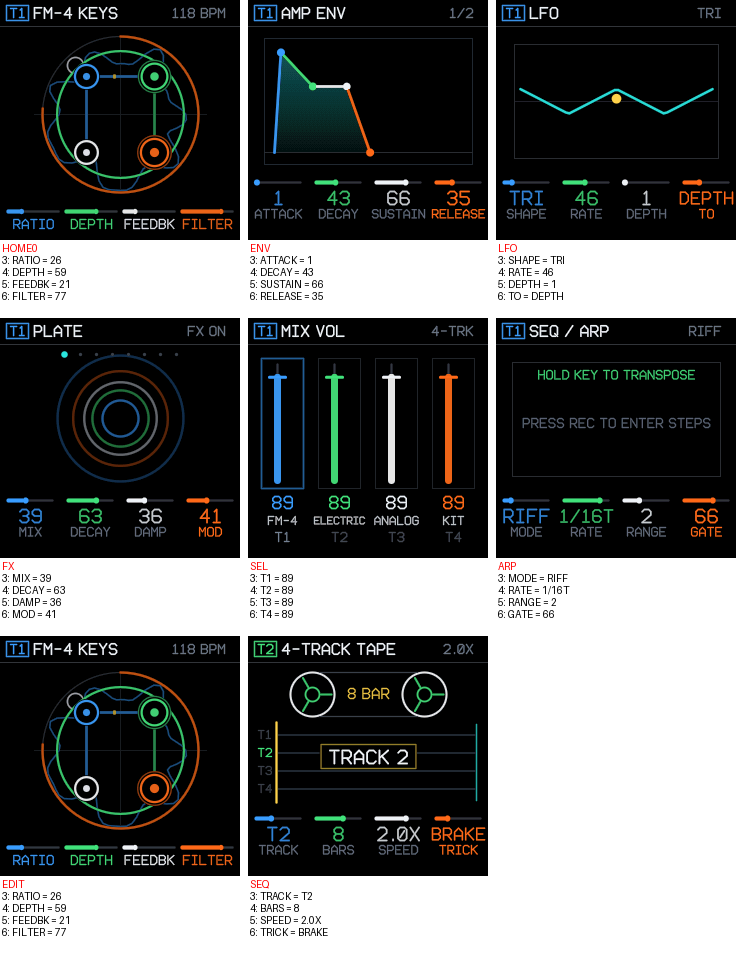 T1 FM-4 KEYS 118 BPM
RATIO DEPTH FEEDBK FILTER
HOME0
3: RATIO = 26
4: DEPTH = 59
5: FEEDBK = 21
6: FILTER = 77
T1 AMP ENV 1/2
1 43 66 35
ATTACK DECAY SUSTAIN RELEASE
ENV
3: ATTACK = 1
4: DECAY = 43
5: SUSTAIN = 66
6: RELEASE = 35
T1 LFO TRI
TRI 46 1 DEPTH
SHAPE RATE DEPTH TO
LFO
3: SHAPE = TRI
4: RATE = 46
5: DEPTH = 1
6: TO = DEPTH
T1 PLATE FX ON
39 63 36 41
MIX DECAY DAMP MOD
FX
3: MIX = 39
4: DECAY = 63
5: DAMP = 36
6: MOD = 41
T1 MIX VOL 4-TRK
89 89 89 89
FM-4 ELECTRIC ANALOG KIT
T1 T2 T3 T4
SEL
3: T1 = 89
4: T2 = 89
5: T3 = 89
6: T4 = 89
T1 SEQ / ARP RIFF
HOLD KEY TO TRANSPOSE
PRESS REC TO ENTER STEPS
RIFF 1/16T 2 66
MODE RATE RANGE GATE
ARP
3: MODE = RIFF
4: RATE = 1/16T
5: RANGE = 2
6: GATE = 66
T1 FM-4 KEYS 118 BPM
RATIO DEPTH FEEDBK FILTER
EDIT
3: RATIO = 26
4: DEPTH = 59
5: FEEDBK = 21
6: FILTER = 77
T2 4-TRACK TAPE 2.0X
8 BAR
T1
T2
TRACK 2
T3
T4
T2 8 2.0X BRAKE
TRACK BARS SPEED TRICK
SEQ
3: TRACK = T2
4: BARS = 8
5: SPEED = 2.0X
6: TRICK = BRAKE